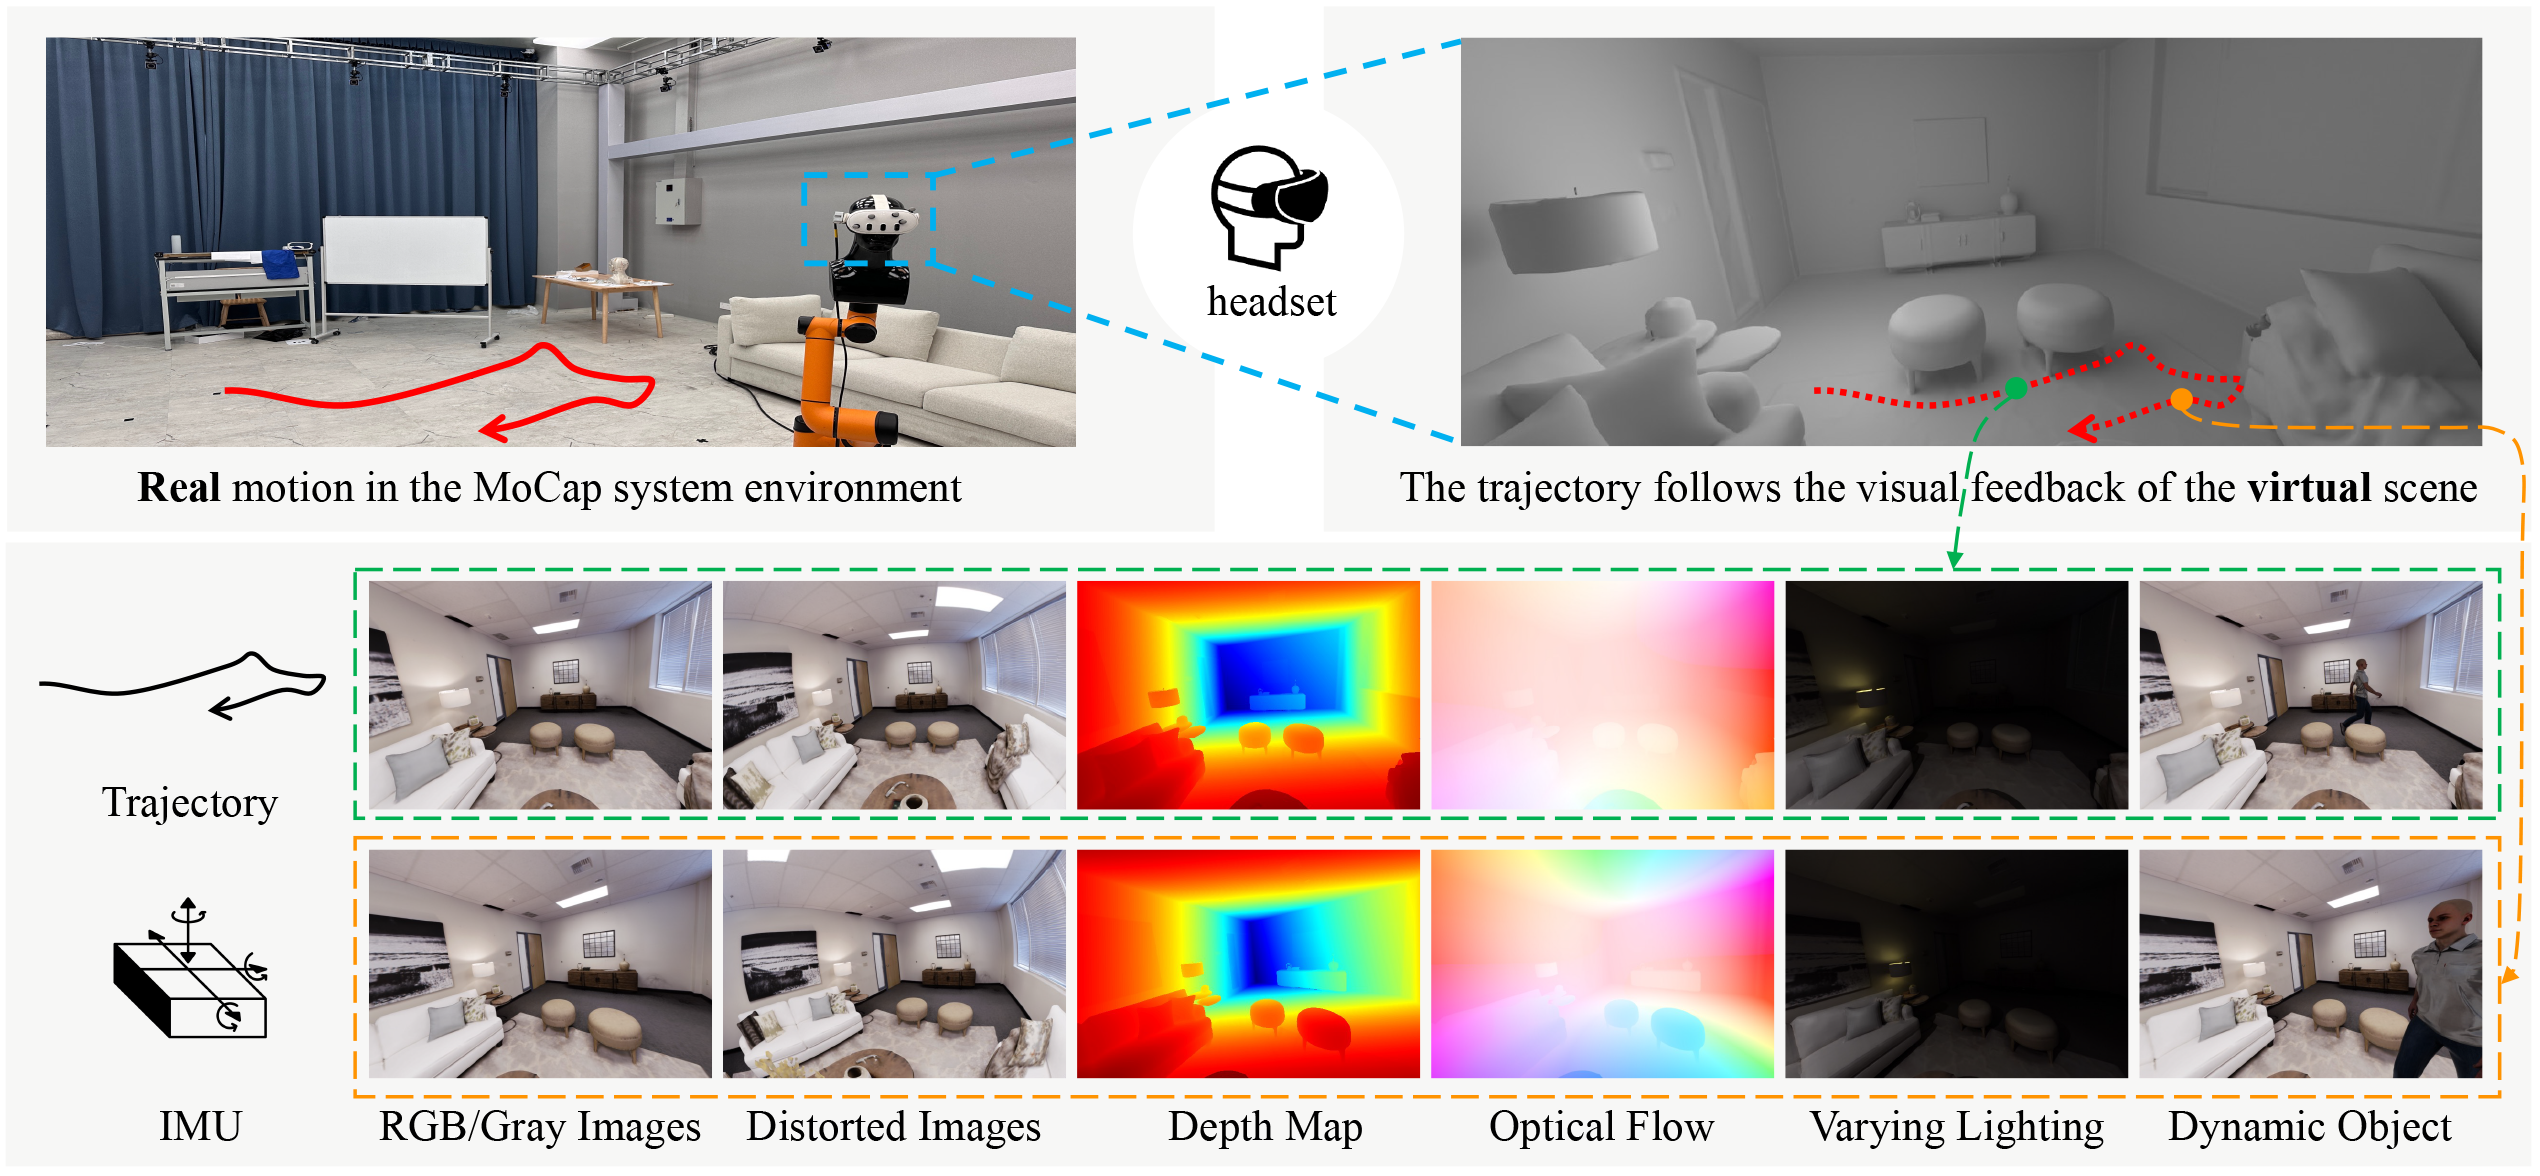 headset
Real motion in the MoCap system environment
The trajectory follows the visual feedback of the virtual scene
Trajectory
IMU
RGB/Gray Images
Distorted Images
Depth Map
Optical Flow
Varying Lighting
Dynamic Object